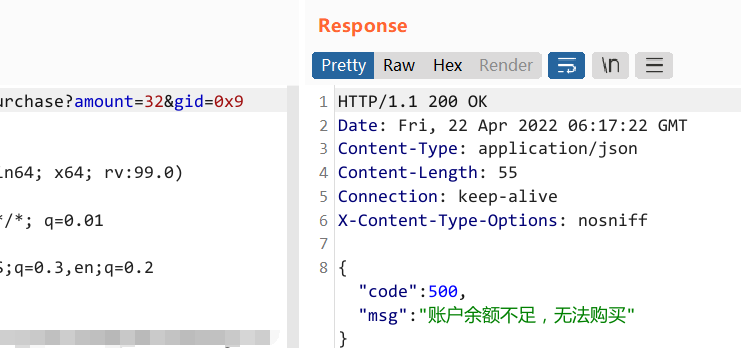 Response
Pretty Raw Hex Render \n
urchase?amount=32&gid=0x9
in64; x64; rv:99.0)
*/*; q=0.01
;q=0.3,en;q=0.2
1 HTTP/1.1 200 OK
2 Date: Fri, 22 Apr 2022 06:17:22 GMT
3 Content-Type: application/json
4 Content-Length: 55
5 Connection: keep-alive
6 X-Content-Type-Options: nosniff
7
8 {
"code":500,
"msg":"账户余额不足，无法购买"
}